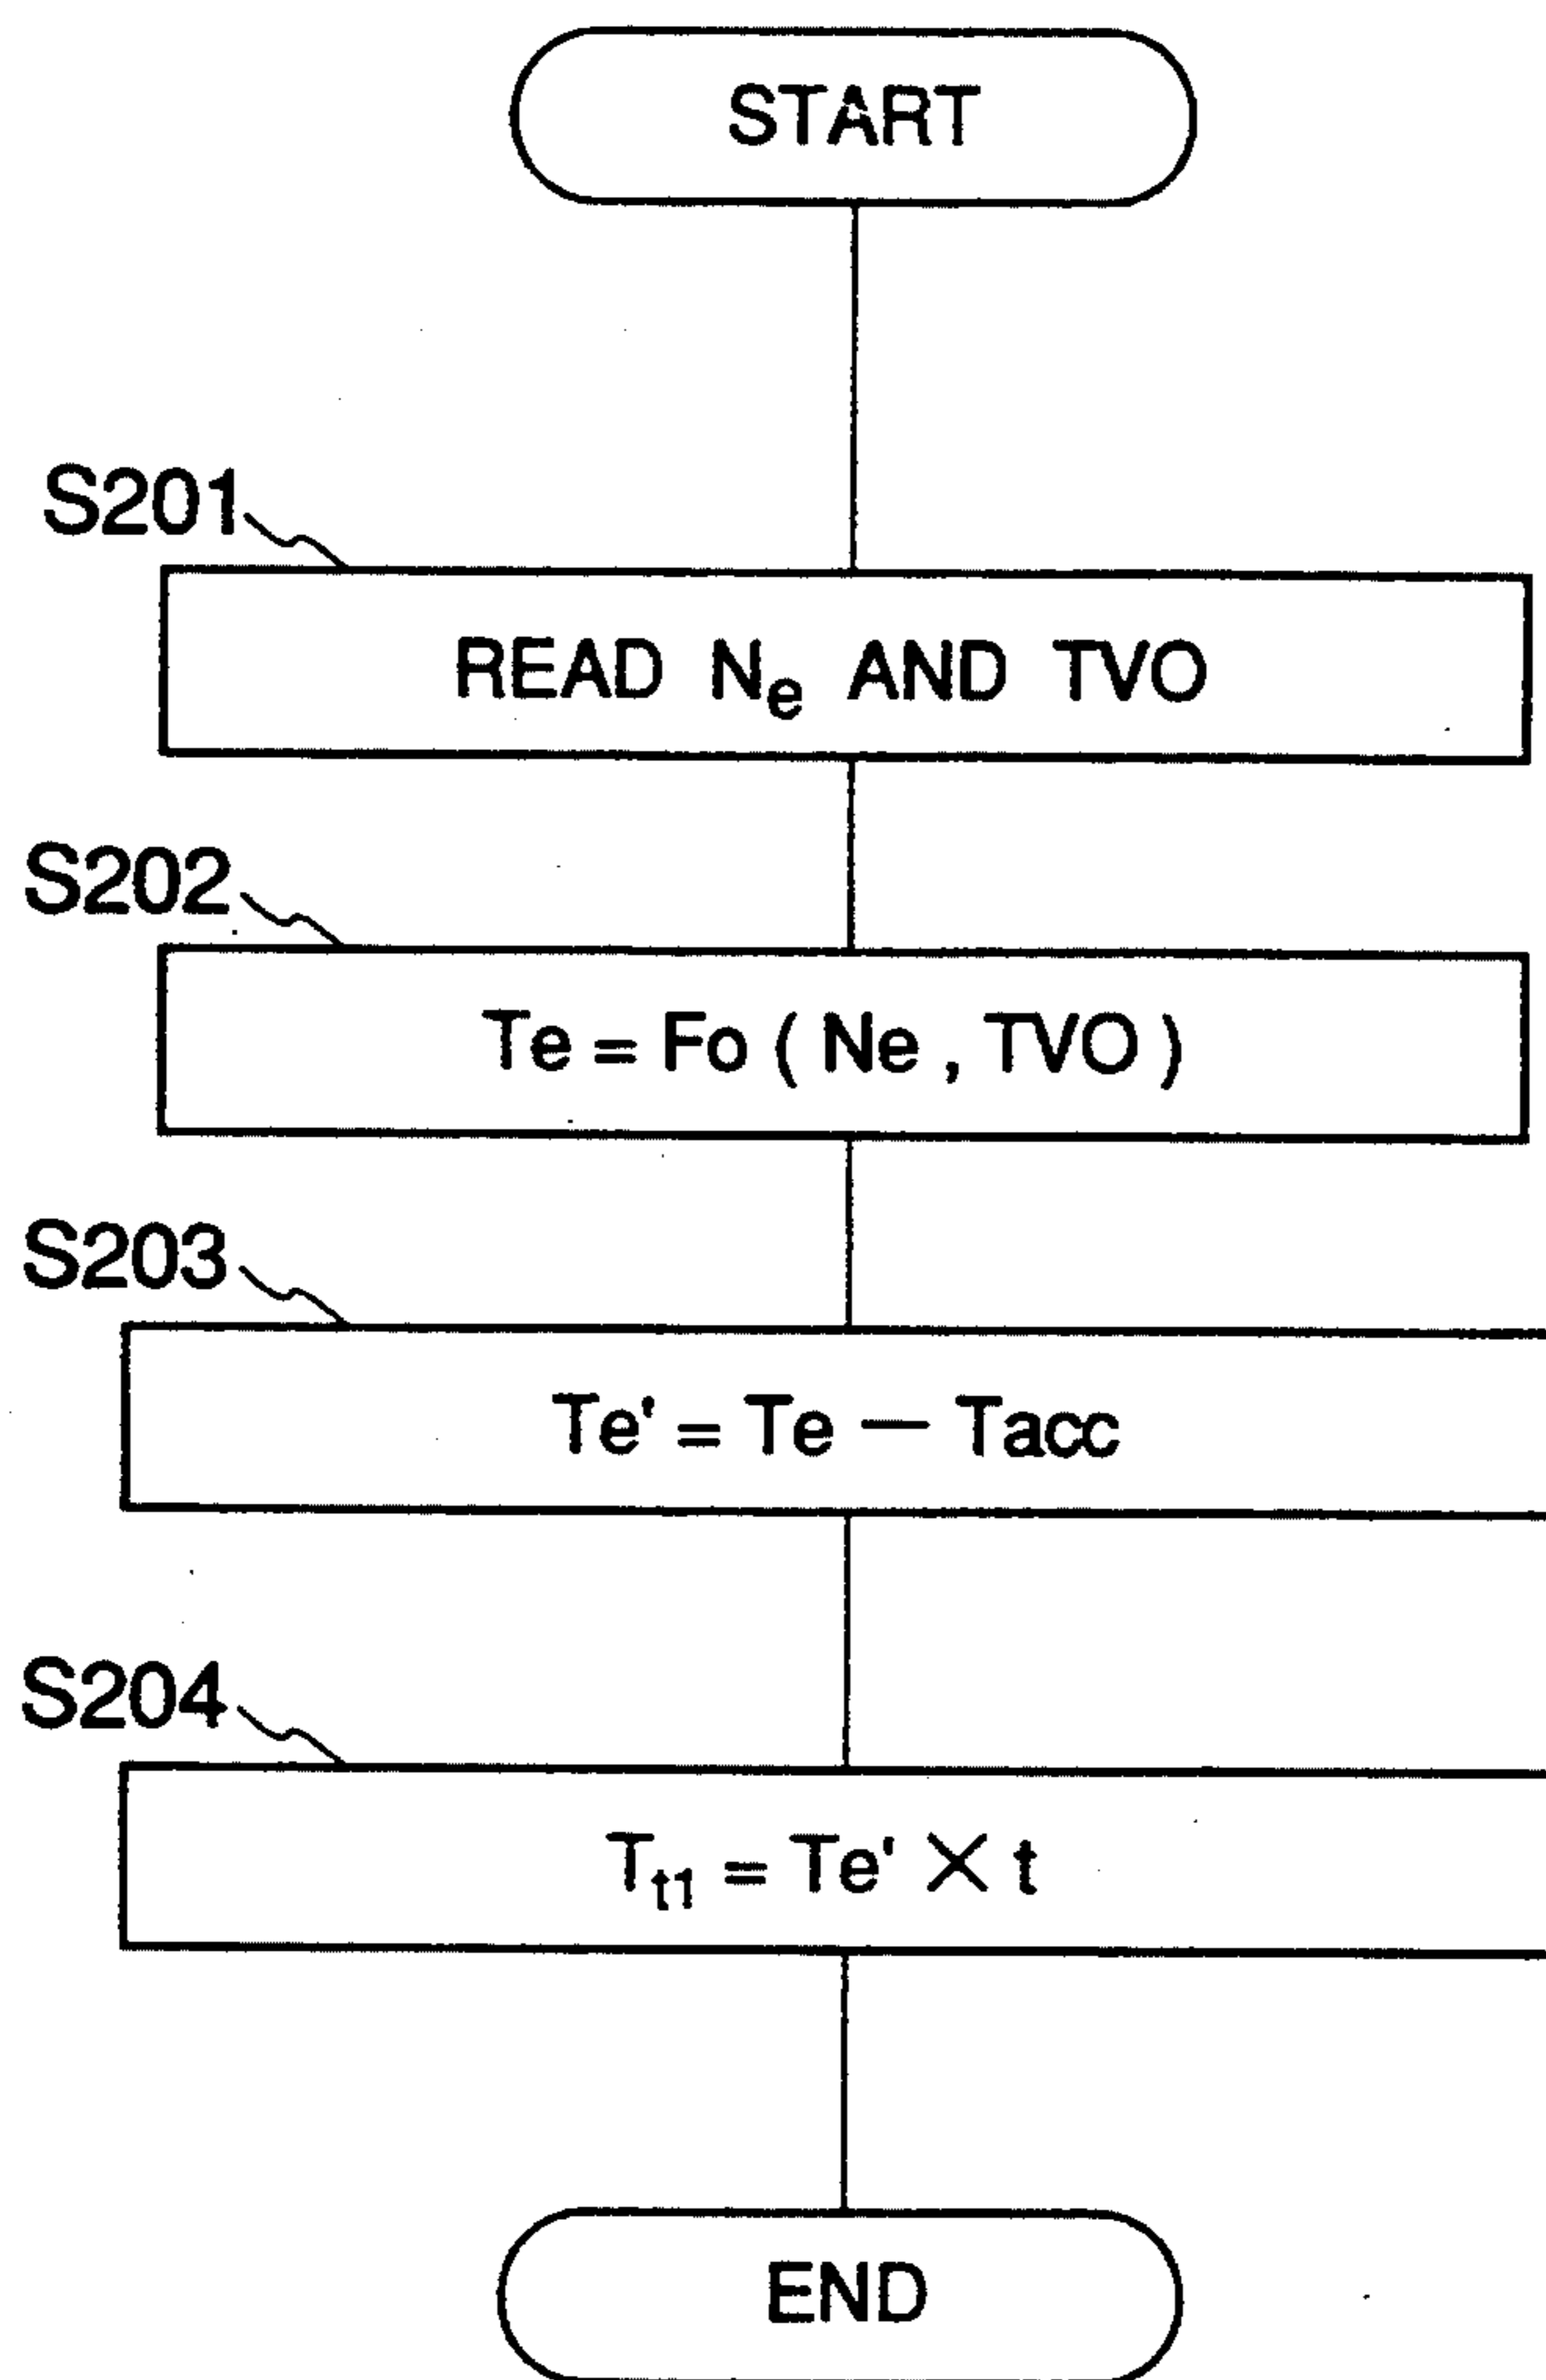 START
S201
READ Ne AND TVO
S202
Te = Fo ( Ne , TVO )
S203
Te' = Te — Tacc
S204
Tt1 = Te' × t
END